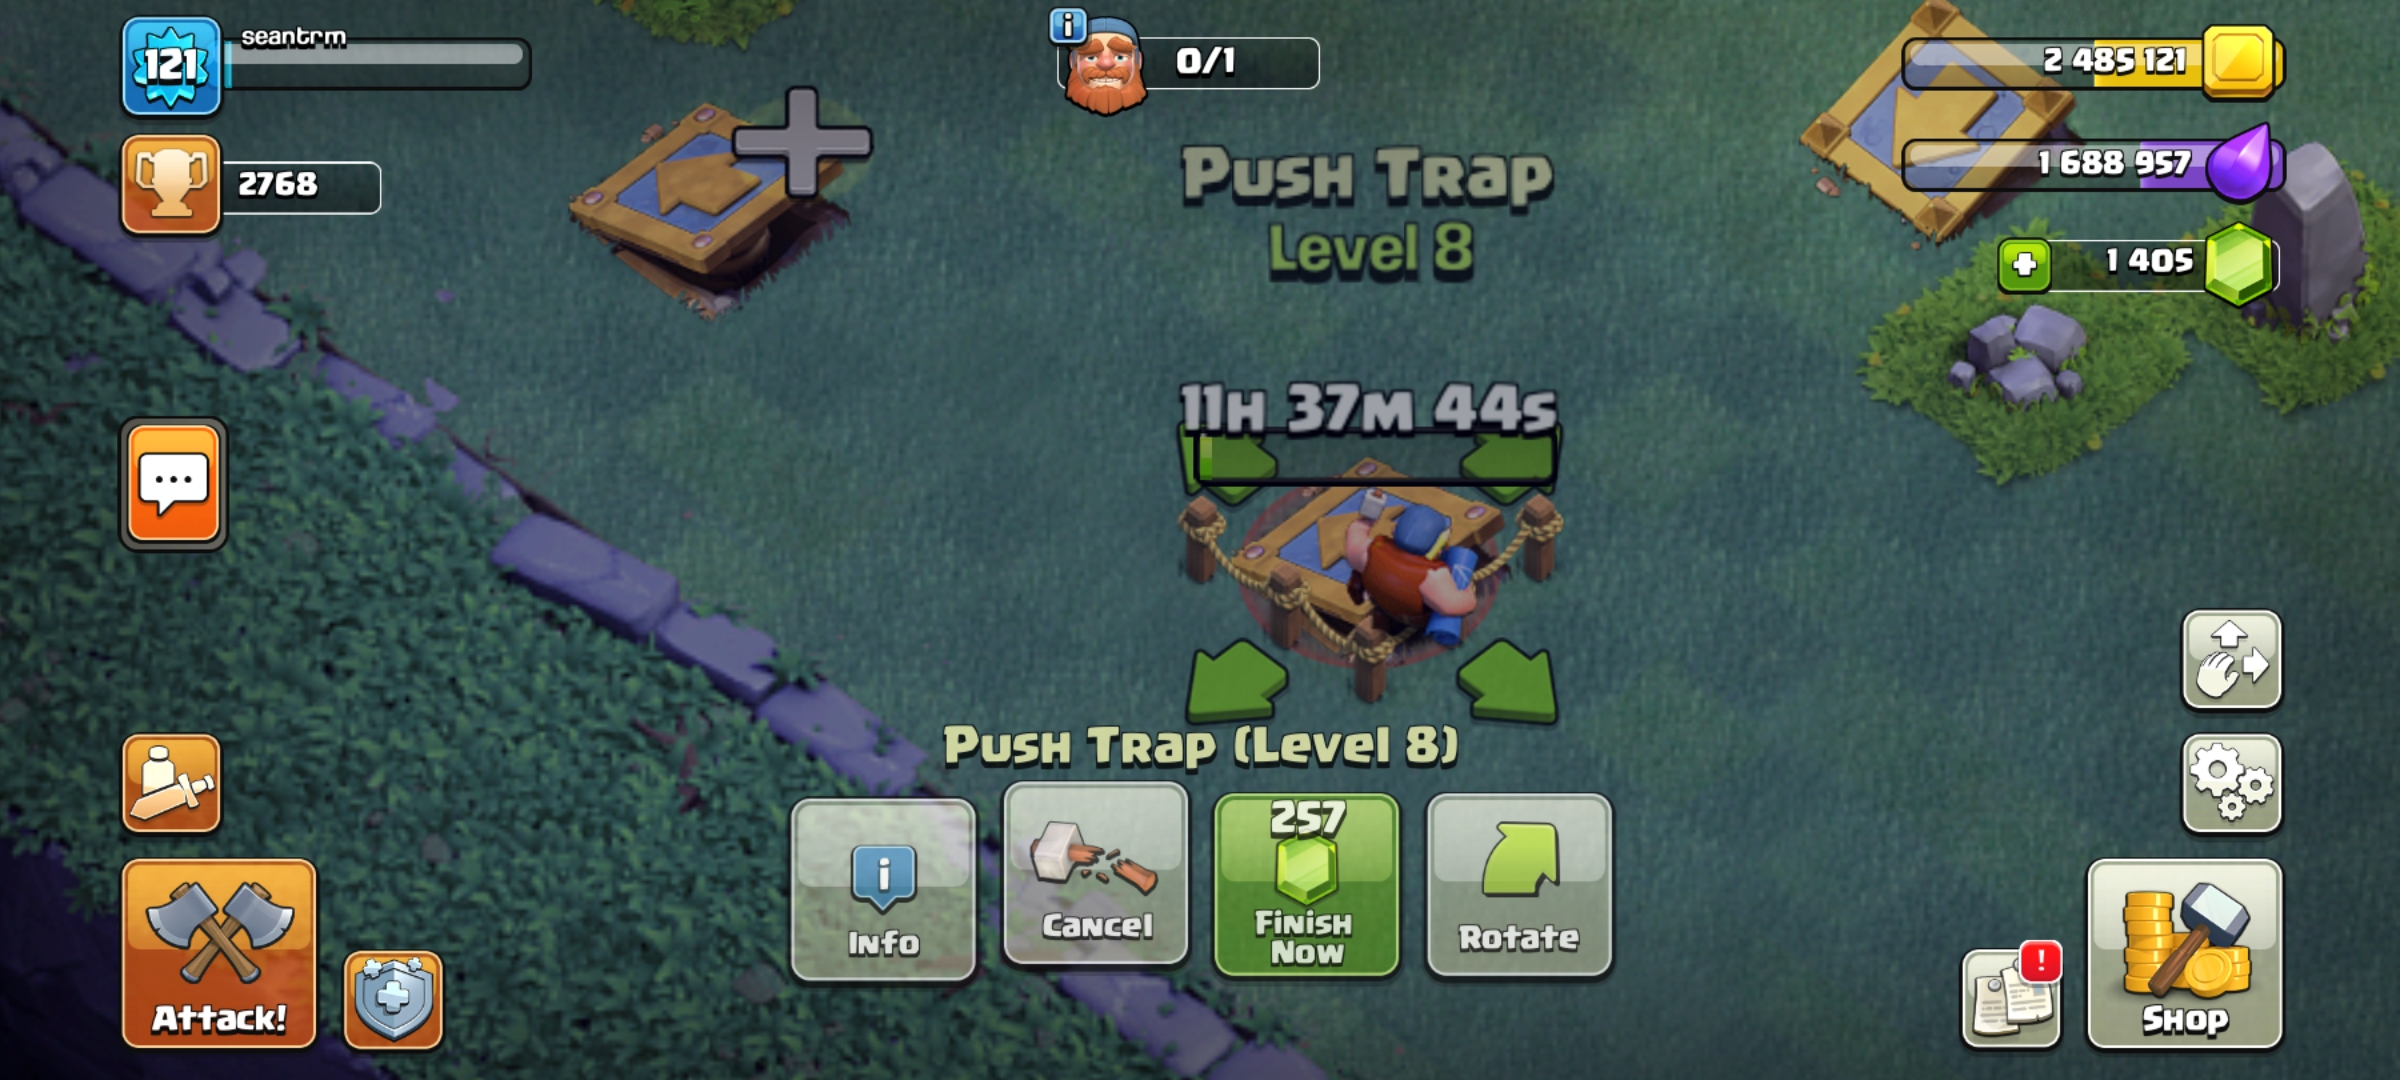 121
seantrm
0/1
2 485 121
2768
Push Trap
Level 8
1 688 957
1 405
11H 37M 44S
Push Trap (Level 8)
Info
Cancel
257
Finish
Now
Rotate
Attack!
!
Shop